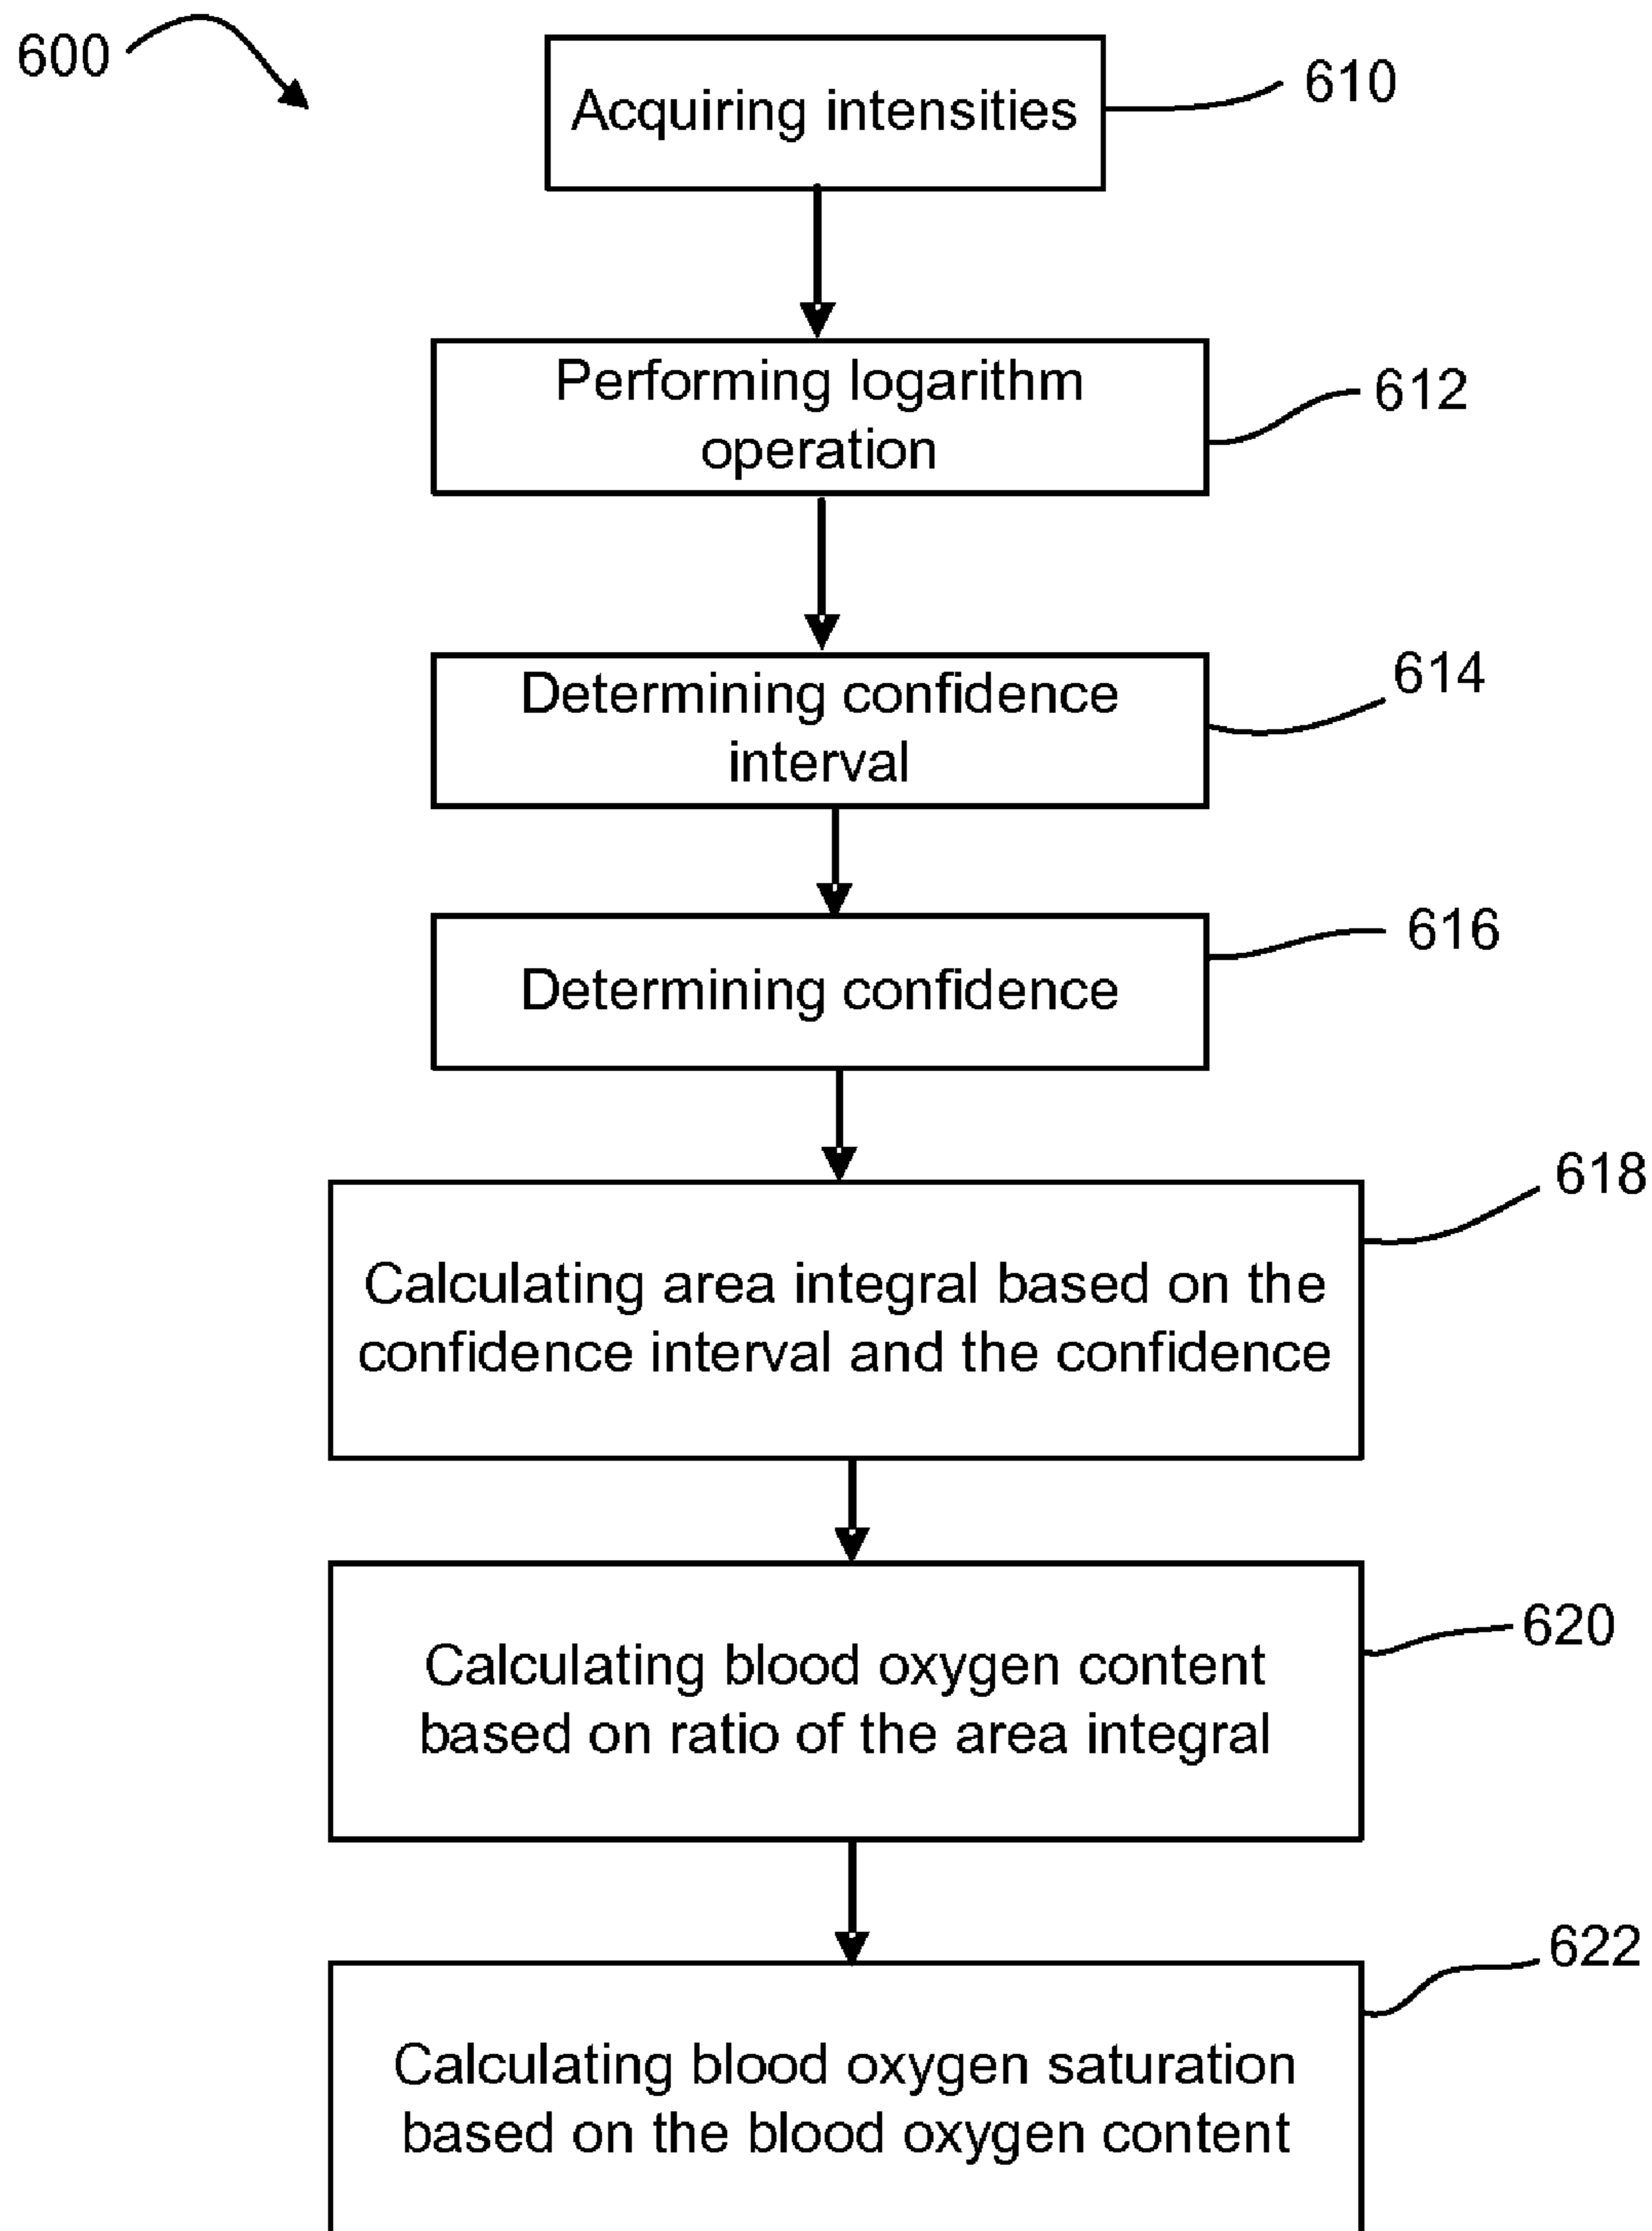 600
Acquiring intensities
610
Performing logarithm
operation
612
Determining confidence
interval
614
Determining confidence
616
Calculating area integral based on the
confidence interval and the confidence
618
Calculating blood oxygen content
based on ratio of the area integral
620
Calculating blood oxygen saturation
based on the blood oxygen content
622